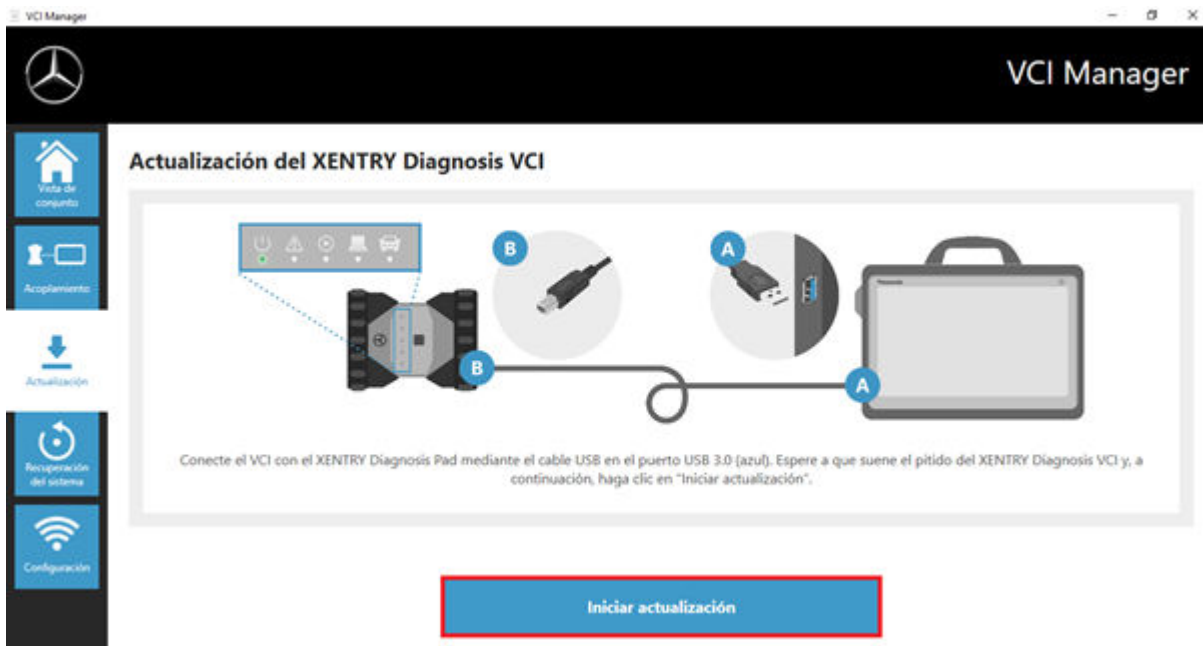 VCI Manager
VCI Manager
Vista de
conjunto
Acoplamiento
Actualización
Recuperación
del sistema
Configuración
Actualización del XENTRY Diagnosis VCI
B
A
B
A
Panasonic
Conecte el VCI con el XENTRY Diagnosis Pad mediante el cable USB en el puerto USB 3.0 (azul). Espere a que suene el pitido del XENTRY Diagnosis VCI y, a
continuación, haga clic en "Iniciar actualización".
Iniciar actualización